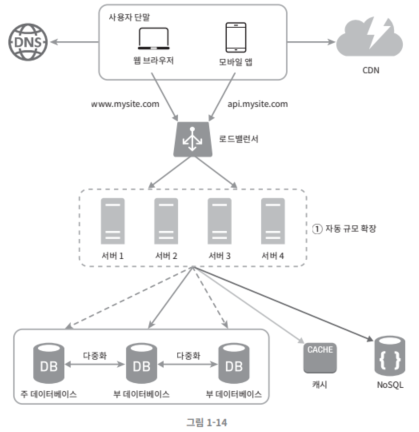 사용자 단말
DNS
웹 브라우저
모바일 앱
CDN
www.mysite.com
api.mysite.com
로드밸런서
① 자동 규모 확장
서버 1
서버 2
서버 3
서버 4
다중화
다중화
DB
DB
DB
CACHE
{ }
주 데이터베이스
부 데이터베이스
부 데이터베이스
캐시
NoSQL
그림 1-14